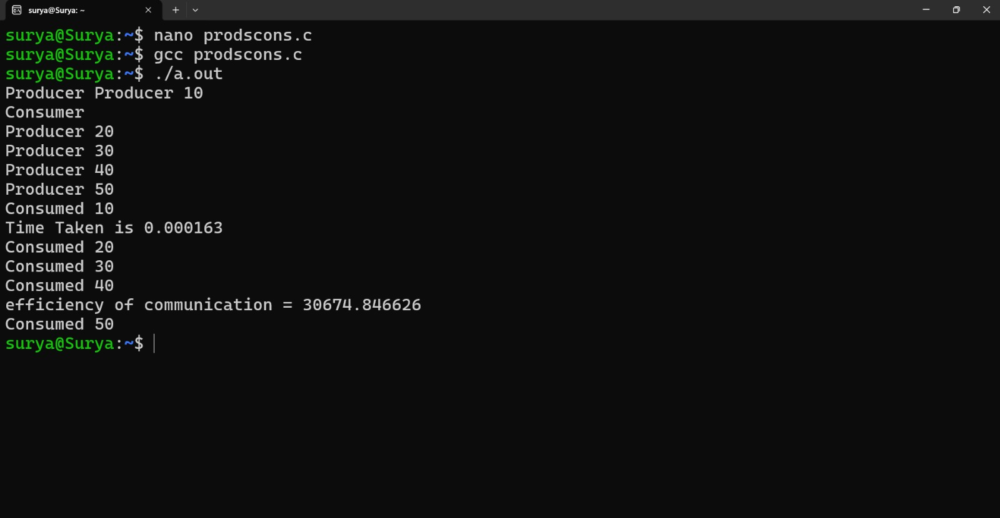 surya@Surya: ~
surya@Surya:~$ nano prodscons.c
surya@Surya:~$ gcc prodscons.c
surya@Surya:~$ ./a.out
Producer Producer 10
Consumer
Producer 20
Producer 30
Producer 40
Producer 50
Consumed 10
Time Taken is 0.000163
Consumed 20
Consumed 30
Consumed 40
efficiency of communication = 30674.846626
Consumed 50
surya@Surya:~$